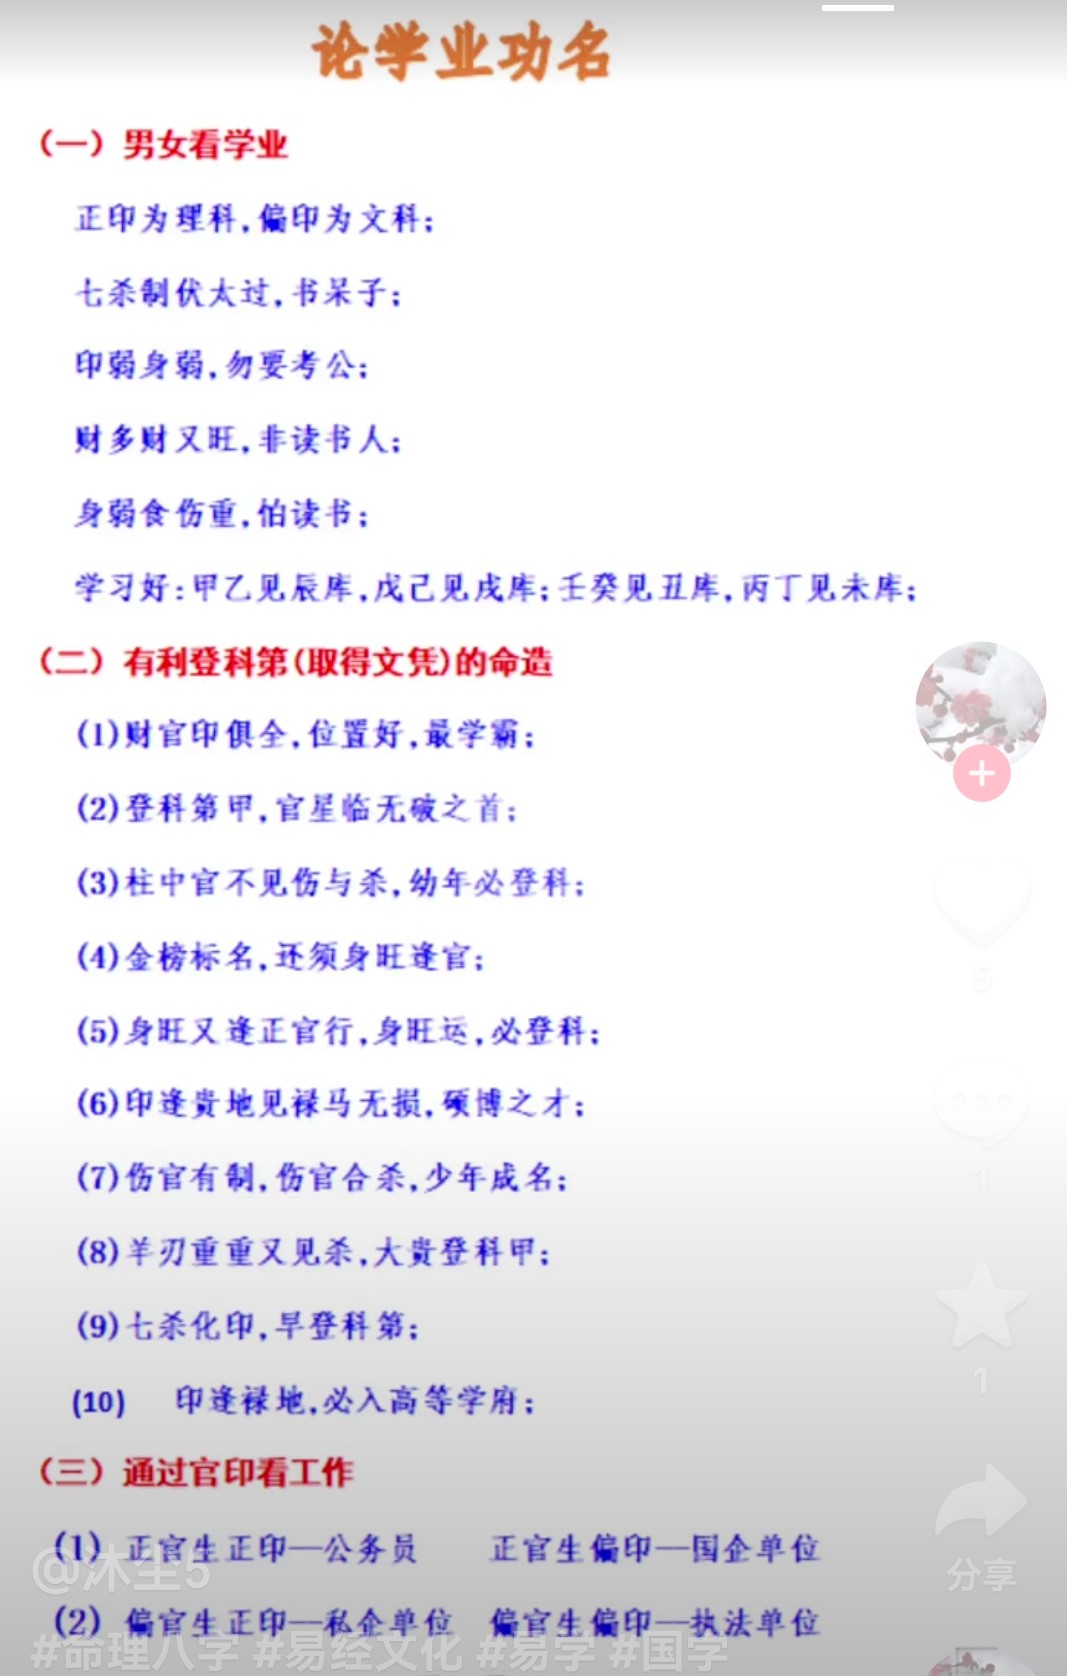 论学业功名
（一）男女看学业
正印为理科,偏印为文科;
七杀制伏太过,书呆子;
印弱身弱,勿要考公;
财多财又旺,非读书人;
身弱食伤重,怕读书;
学习好:甲乙见辰库,戊己见戌库;壬癸见丑库,丙丁见未库;
（二）有利登科第(取得文凭)的命造
(1)财官印俱全,位置好,最学霸;
(2)登科第甲,官星临无破之首;
(3)柱中官不见伤与杀,幼年必登科;
(4)金榜标名,还须身旺逢官;
(5)身旺又逢正官行,身旺运,必登科;
(6)印逢贵地见禄马无损,硕博之才;
(7)伤官有制,伤官合杀,少年成名;
(8)羊刃重重又见杀,大贵登科甲;
(9)七杀化印,早登科第;
(10) 印逢禄地,必入高等学府;
（三）通过官印看工作
(1) 正官生正印—公务员 正官生偏印—国企单位
(2) 偏官生正印—私企单位 偏官生偏印—执法单位
@沐尘5
#命理八字 #易经文化 #易学 #国学
5
1
1
分享